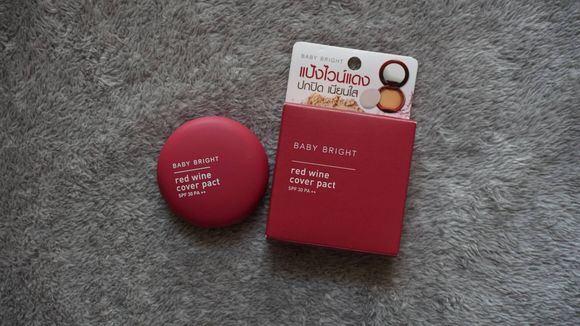 BABY BRIGHT
red wine
cover pact
SPF 30 PA++
BABY BRIGHT
แป้งไวน์แดง
ปกปิด เนียนใส
BABY BRIGHT
red wine
cover pact
SPF 30 PA++